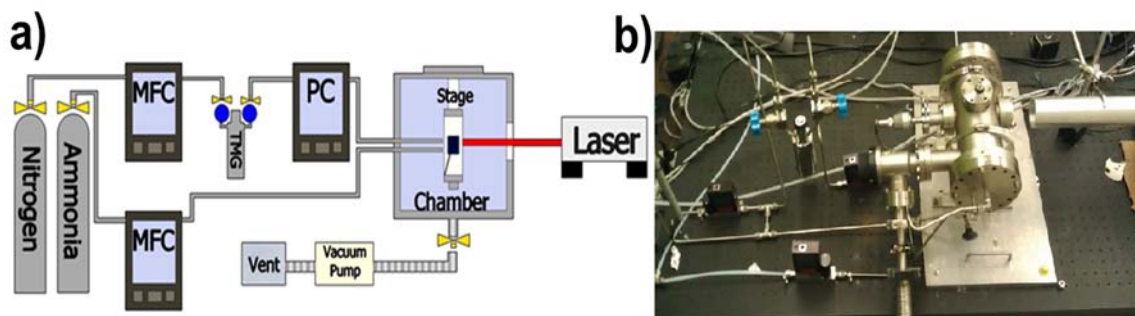 a)
b)
MFC
PC
Stage
Laser
Nitrogen
Ammonia
TMG
Chamber
MFC
Vent
Vacuum
Pump